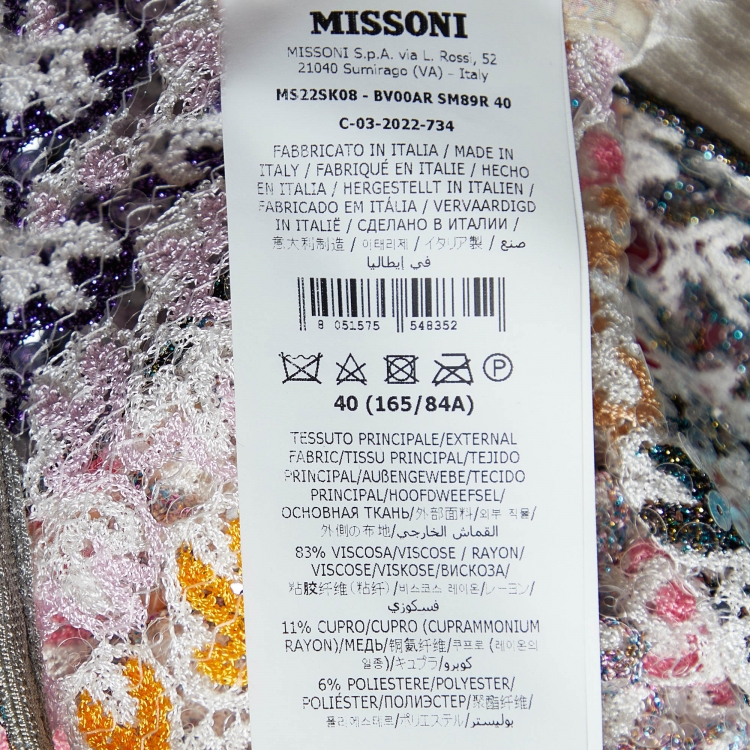 MISSONI
MISSONI S.p.A. via L. Rossi, 52
21040 Sumirago (VA) - Italy
MS22SK08 - BV00AR SM89R 40
C-03-2022-734
FABBRICATO IN ITALIA / MADE IN
ITALY / FABRIQUÉ EN ITALIE / HECHO
EN ITALIA / HERGESTELLT IN ITALIEN /
FABRICADO EM ITÁLIA / VERVAARDIGD
IN ITALIË / СДЕЛАНО В ИТАЛИИ /
意大利制造 / 이태리제 / イタリア製 / صنع
في إيطاليا
8 051575 548352
P
40 (165/84A)
TESSUTO PRINCIPALE/EXTERNAL
FABRIC/TISSU PRINCIPAL/TEJIDO
PRINCIPAL/AUßENGEWEBE/TECIDO
PRINCIPAL/HOOFDWEEFSEL/
ОСНОВНАЯ ТКАНЬ/外部面料/외부 직물/
外側の布地/القماش الخارجي/
83% VISCOSA/VISCOSE / RAYON/
VISCOSE/VISKOSE/ВИСКОЗА/
粘胶纤维(粘纤)/비스코스 레이온/レーヨン/
فسكوزي
11% CUPRO/CUPRO (CUPRAMMONIUM
RAYON)/МЕДЬ/铜氨纤维/쿠프로 (레이온의
일종)/キュプラ/كوبرو
6% POLIESTERE/POLYESTER/
POLIÉSTER/ПОЛИЭСТЕР/聚酯纤维/
폴리에스테르/ポリエステル/بوليستر